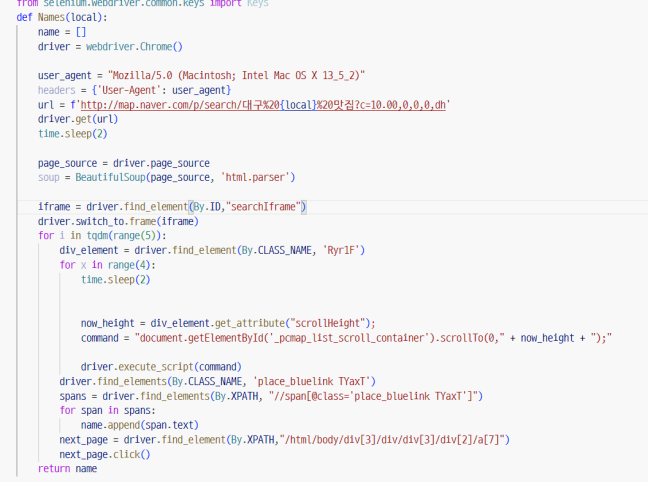 from selenium.webdriver.common.keys import Keys
def Names(local):
    name = []
    driver = webdriver.Chrome()
    user_agent = "Mozilla/5.0 (Macintosh; Intel Mac OS X 13_5_2)"
    headers = {'User-Agent': user_agent}
    url = f'http://map.naver.com/p/search/대구%20{local}%20맛집?c=10.00,0,0,0,dh'
    driver.get(url)
    time.sleep(2)
    page_source = driver.page_source
    soup = BeautifulSoup(page_source, 'html.parser')
    iframe = driver.find_element(By.ID,"searchIframe")
    driver.switch_to.frame(iframe)
    for i in tqdm(range(5)):
        div_element = driver.find_element(By.CLASS_NAME, 'Ryr1F')
        for x in range(4):
            time.sleep(2)
            now_height = div_element.get_attribute("scrollHeight");
            command = "document.getElementById('_pcmap_list_scroll_container').scrollTo(0," + now_height + ");"
            driver.execute_script(command)
        driver.find_elements(By.CLASS_NAME, 'place_bluelink TYaxT')
        spans = driver.find_elements(By.XPATH, "//span[@class='place_bluelink TYaxT']")
        for span in spans:
            name.append(span.text)
        next_page = driver.find_element(By.XPATH,"/html/body/div[3]/div/div[3]/div[2]/a[7]")
        next_page.click()
    return name